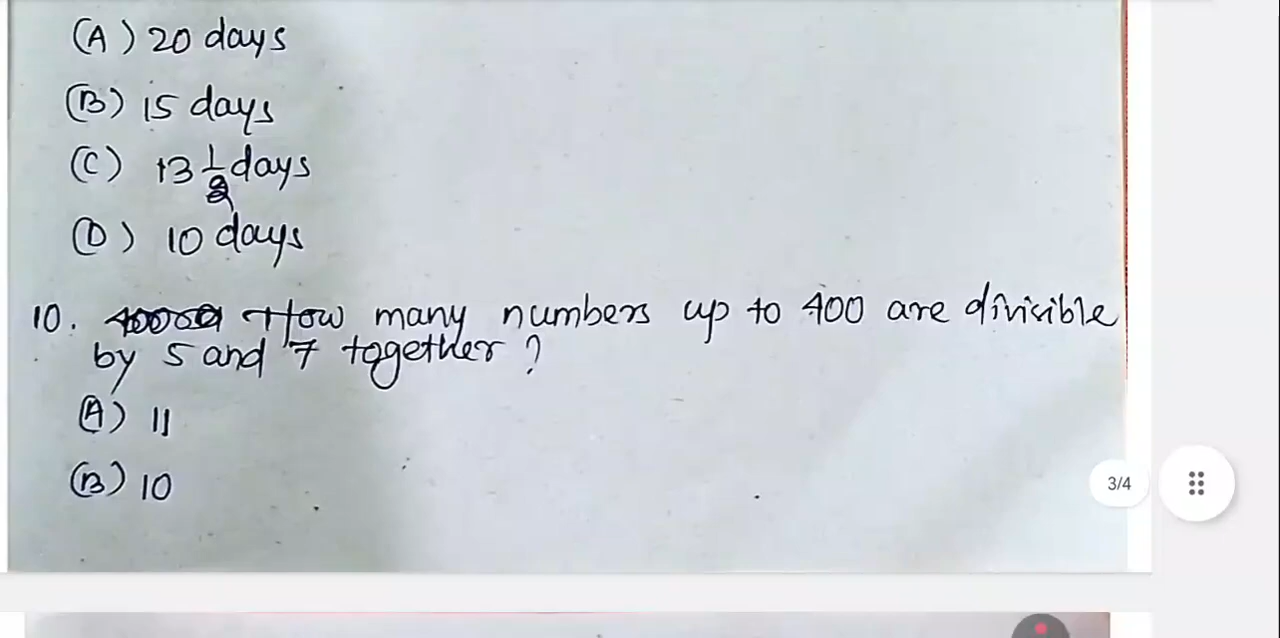 (A) 20 days
(B) 15 days
(C) 13 1/2 days
(D) 10 days
10. How many numbers up to 400 are divisible
by 5 and 7 together ?
(A) 11
(B) 10
3/4